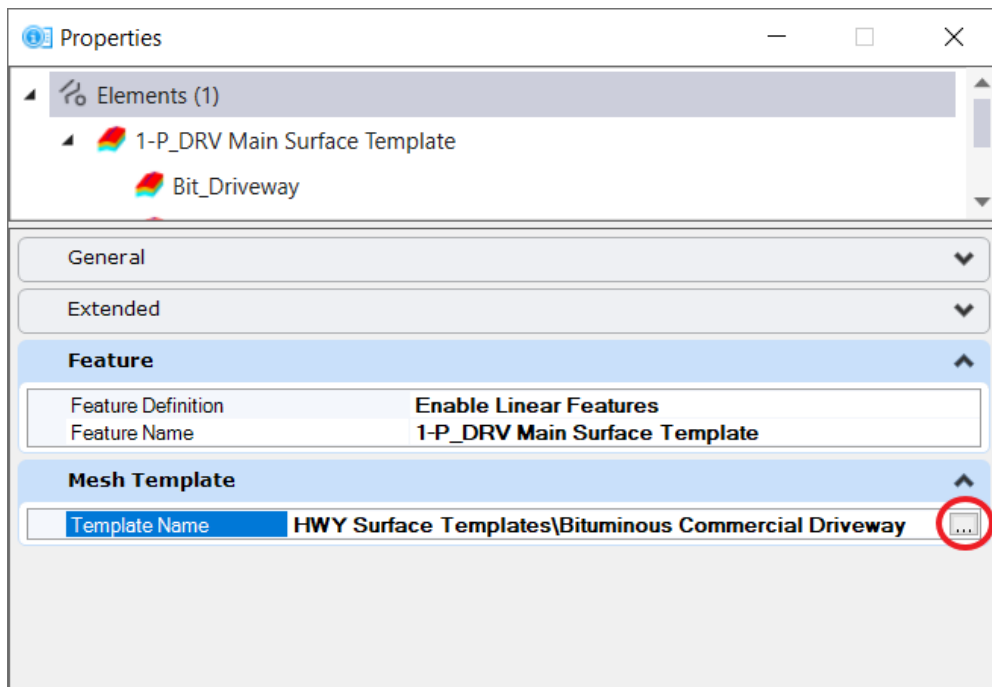 Properties
Elements (1)
1-P_DRV Main Surface Template
Bit_Driveway
General
Extended
Feature
Feature Definition Enable Linear Features
Feature Name 1-P_DRV Main Surface Template
Mesh Template
Template Name HWY Surface Templates\Bituminous Commercial Driveway ...